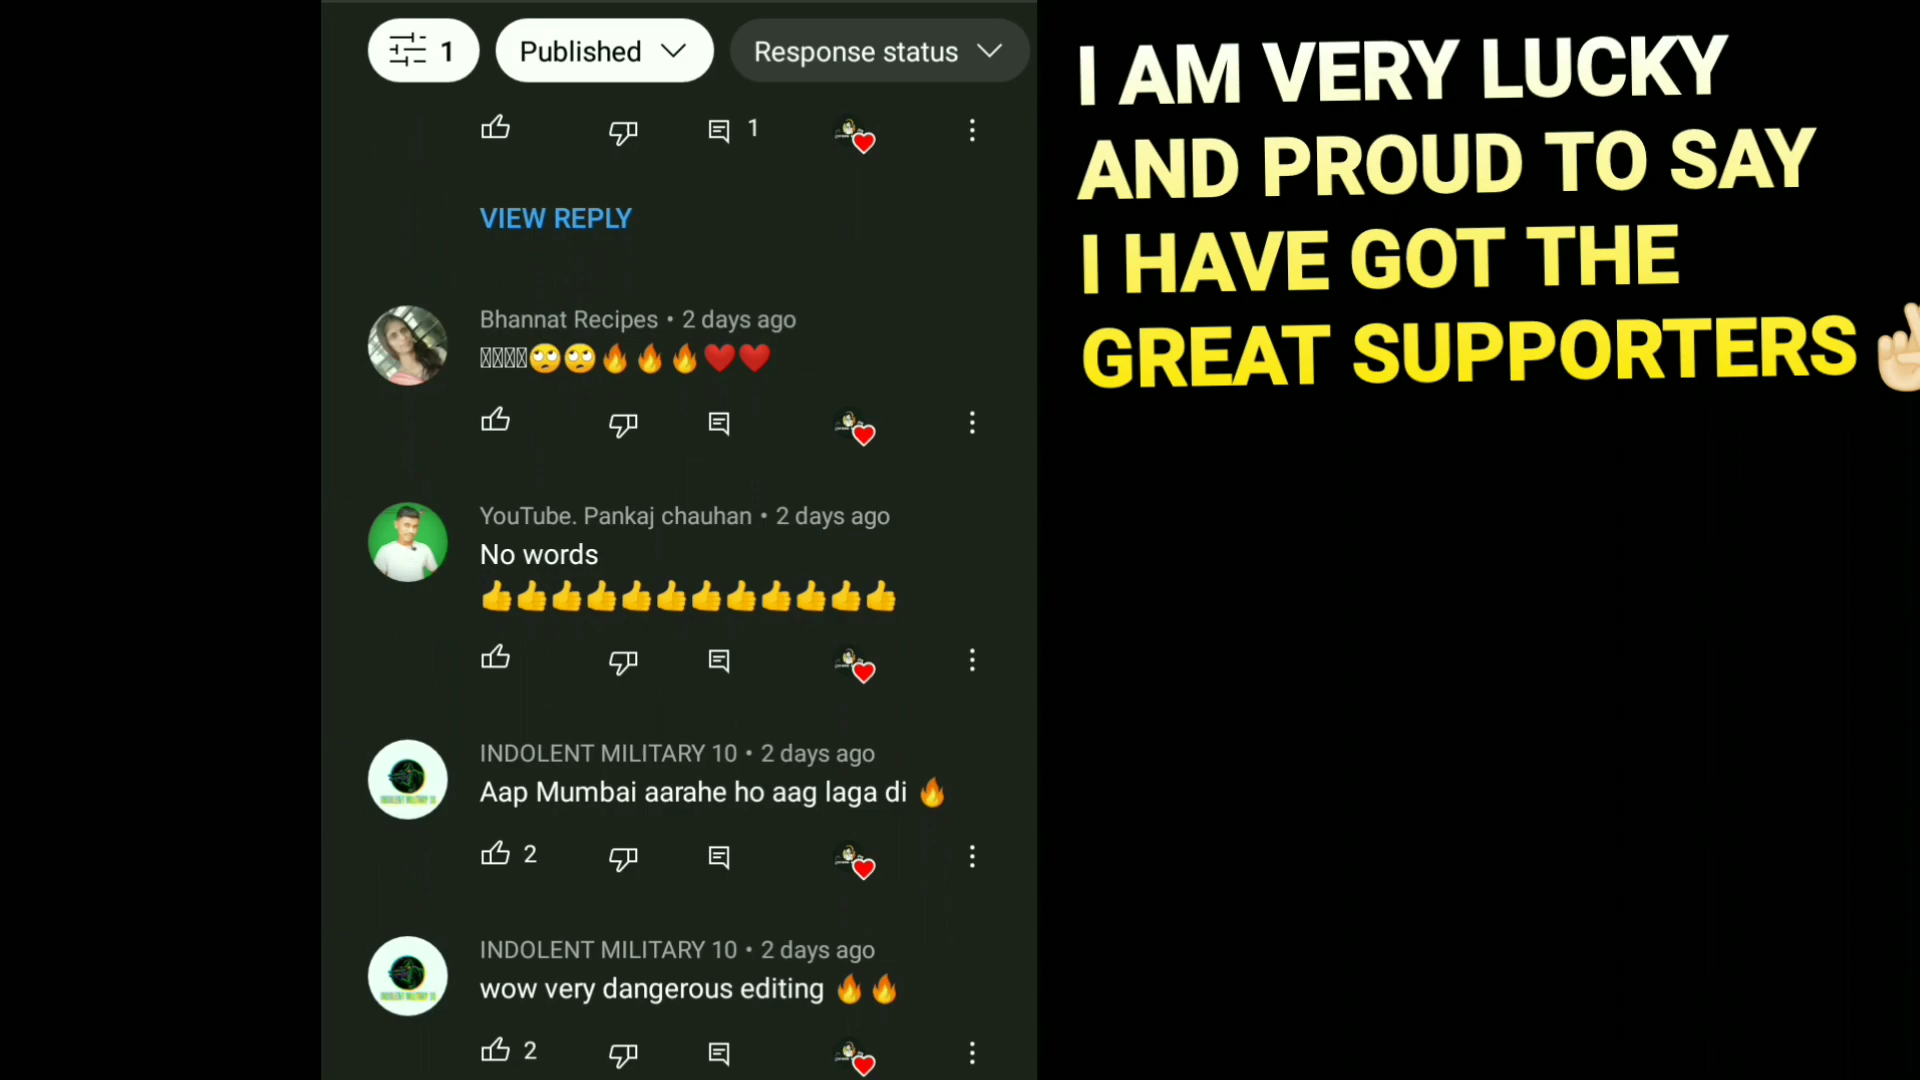 1
Published
Response status
1
VIEW REPLY
Bhannat Recipes • 2 days ago
🙄🙄🔥🔥🔥❤️❤️
YouTube. Pankaj chauhan • 2 days ago
No words
👍👍👍👍👍👍👍👍👍👍👍👍
INDOLENT MILITARY 10 • 2 days ago
Aap Mumbai aarahe ho aag laga di 🔥
2
INDOLENT MILITARY 10 • 2 days ago
wow very dangerous editing 🔥🔥
2
I AM VERY LUCKY
AND PROUD TO SAY
I HAVE GOT THE
GREAT SUPPORTERS🤞🏻